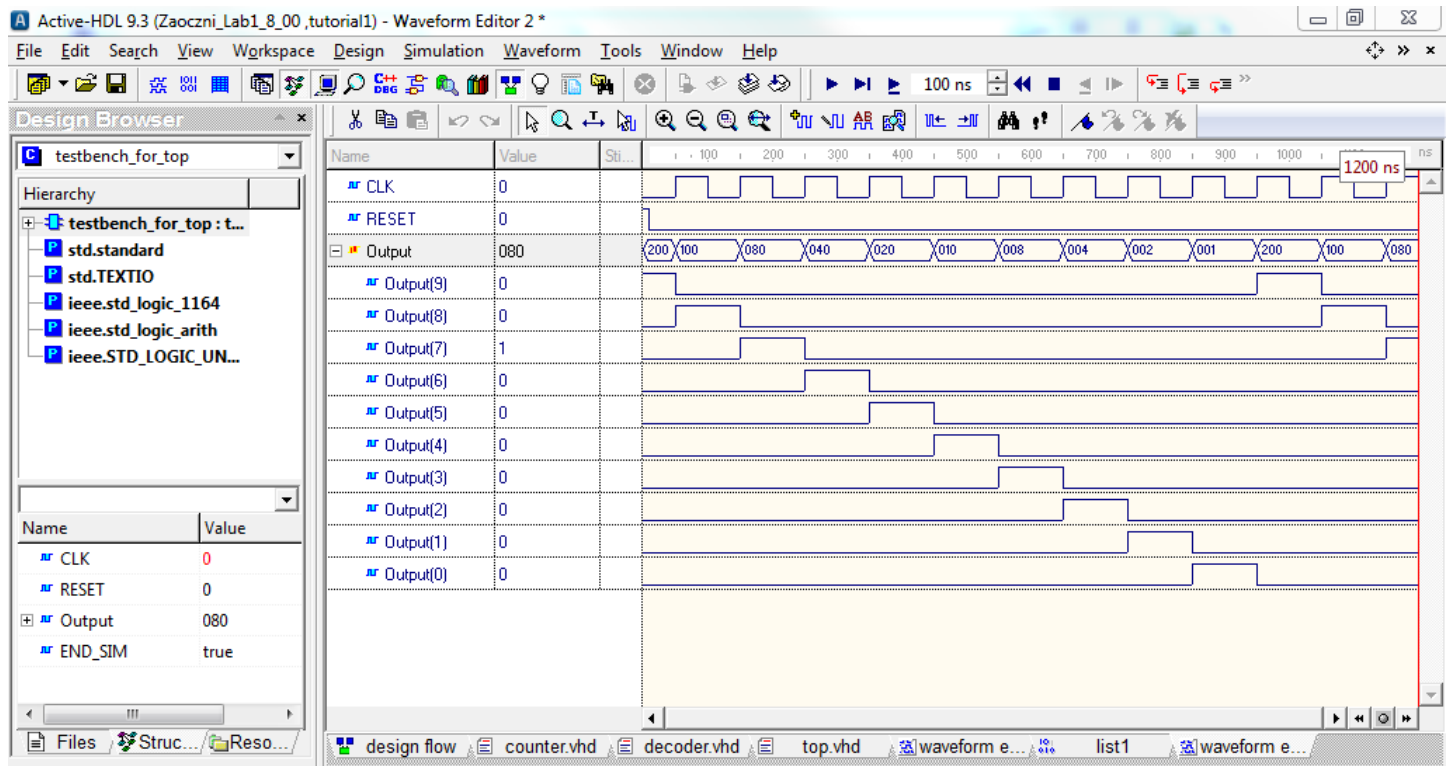 Active-HDL 9.3 (Zaoczni_Lab1_8_00 ,tutorial1) - Waveform Editor 2 *
File Edit Search View Workspace Design Simulation Waveform Tools Window Help
C++ DBG 100 ns
Design Browser
testbench_for_top
Hierarchy
testbench_for_top : t...
std.standard
std.TEXTIO
ieee.std_logic_1164
ieee.std_logic_arith
ieee.STD_LOGIC_UN...
Name Value
CLK 0
RESET 0
Output 080
END_SIM true
Files Struc... Reso...
Name Value Sti... 100 200 300 400 500 600 700 800 900 1000 ns
1200 ns
CLK 0
RESET 0
Output 080 200 100 080 040 020 010 008 004 002 001 200 100 080
Output(9) 0
Output(8) 0
Output(7) 1
Output(6) 0
Output(5) 0
Output(4) 0
Output(3) 0
Output(2) 0
Output(1) 0
Output(0) 0
design flow counter.vhd decoder.vhd top.vhd waveform e... list1 waveform e...